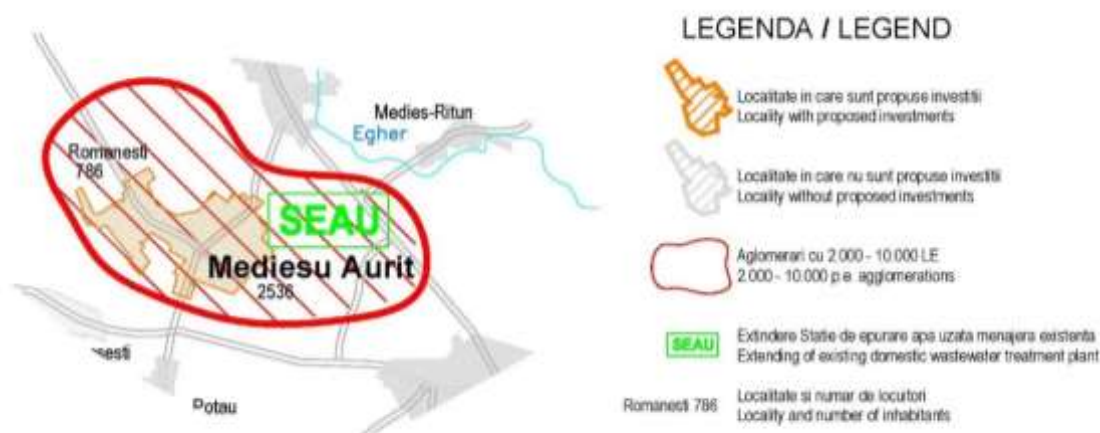 Medies-Ritun
Egher
Romanesti
786
SEAU
Mediesu Aurit
2536
Potau
LEGENDA / LEGEND
Localitate in care sunt propuse investitii
Locality with proposed investments
Localitate in care nu sunt propuse investitii
Locality without proposed investments
Aglomerari cu 2.000 - 10.000 LE
2.000 - 10.000 p.e. agglomerations
SEAU
Extindere Statie de epurare apa uzata menajera existenta
Extending of existing domestic wastewater treatment plant
Romanesti 786
Localitate si numar de locuitori
Locality and number of inhabitants